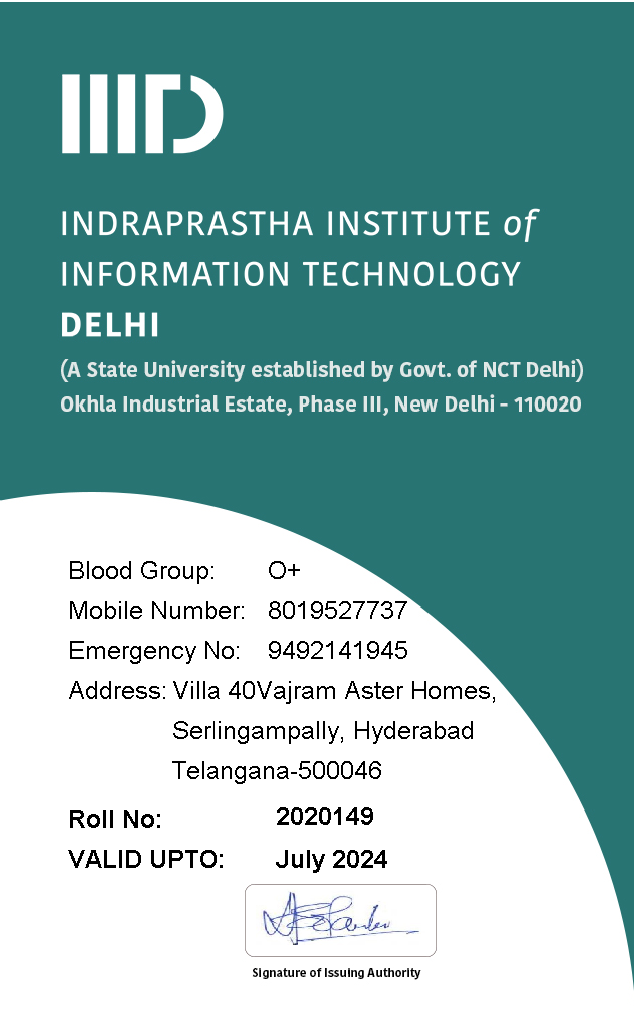 IIID
INDRAPRASTHA INSTITUTE of
INFORMATION TECHNOLOGY
DELHI
(A State University established by Govt. of NCT Delhi)
Okhla Industrial Estate, Phase III, New Delhi - 110020
Blood Group: O+
Mobile Number: 8019527737
Emergency No: 9492141945
Address: Villa 40Vajram Aster Homes,
Serlingampally, Hyderabad
Telangana-500046
Roll No: 2020149
VALID UPTO: July 2024
Signature of Issuing Authority